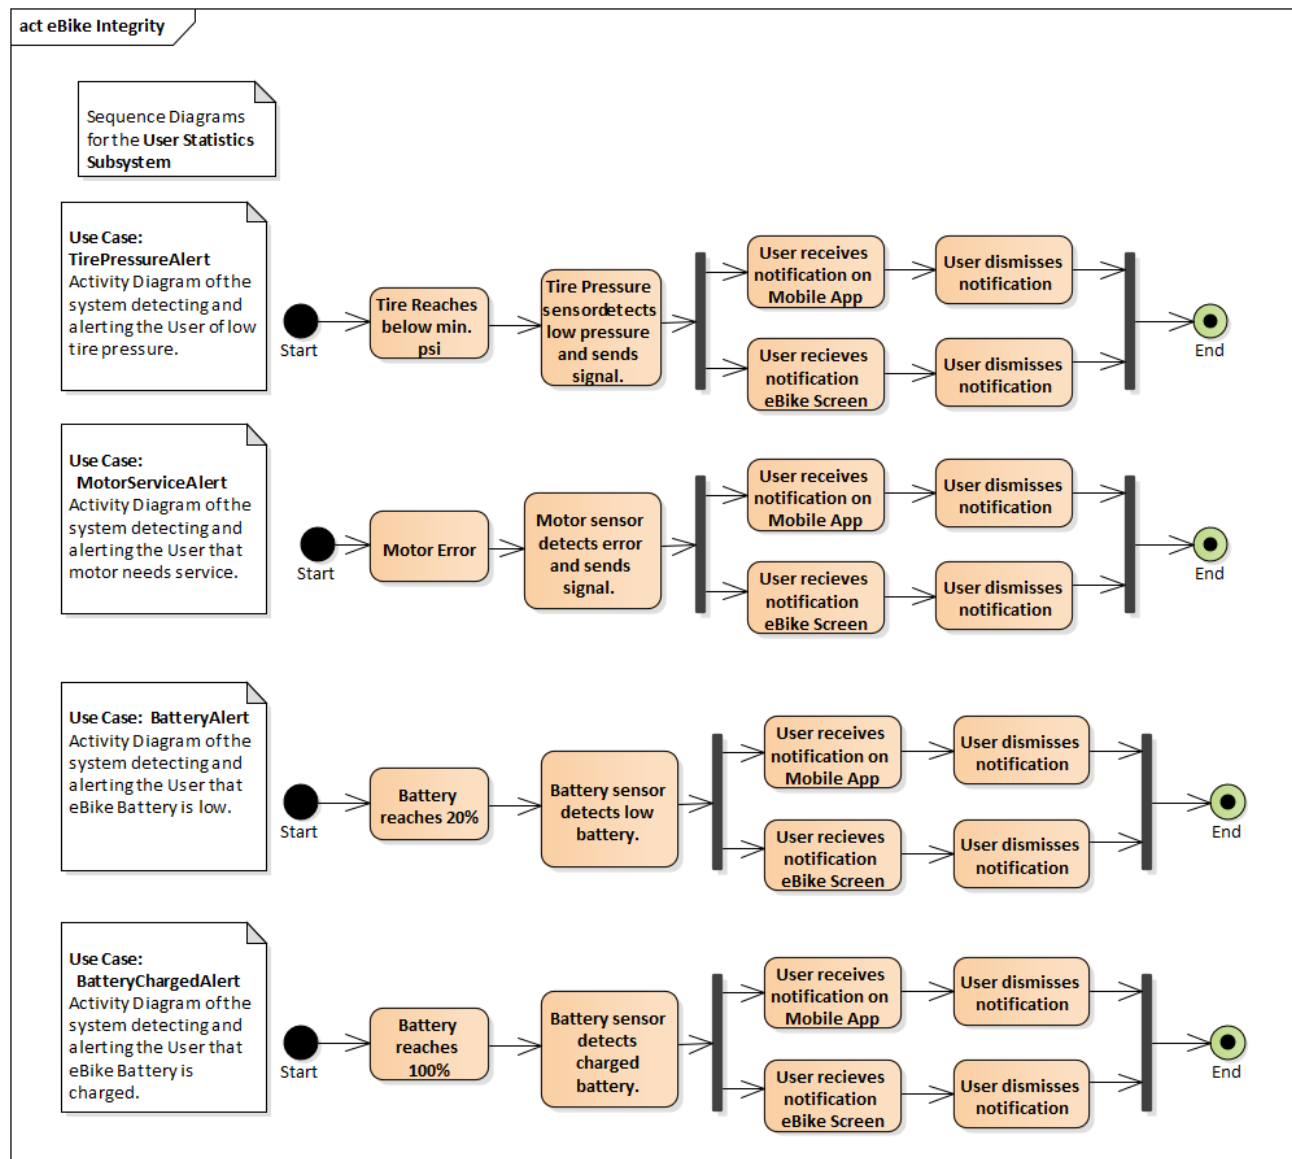 act eBike Integrity
Sequence Diagrams
for the User Statistics
Subsystem
Use Case:
TirePressureAlert
Activity Diagram of the
system detecting and
alerting the User of low
tire pressure.
Start
Tire Reaches
below min.
psi
Tire Pressure
sensordetects
low pressure
and sends
signal.
User receives
notification on
Mobile App
User dismisses
notification
User recieves
notification
eBike Screen
User dismisses
notification
End
Use Case:
MotorServiceAlert
Activity Diagram of the
system detecting and
alerting the User that
motor needs service.
Start
Motor Error
Motor sensor
detects error
and sends
signal.
User receives
notification on
Mobile App
User dismisses
notification
User recieves
notification
eBike Screen
User dismisses
notification
End
Use Case: BatteryAlert
Activity Diagram of the
system detecting and
alerting the User that
eBike Battery is low.
Start
Battery
reaches 20%
Battery sensor
detects low
battery.
User receives
notification on
Mobile App
User dismisses
notification
User recieves
notification
eBike Screen
User dismisses
notification
End
Use Case:
BatteryChargedAlert
Activity Diagram of the
system detecting and
alerting the User that
eBike Battery is
charged.
Start
Battery
reaches
100%
Battery sensor
detects
charged
battery.
User receives
notification on
Mobile App
User dismisses
notification
User recieves
notification
eBike Screen
User dismisses
notification
End